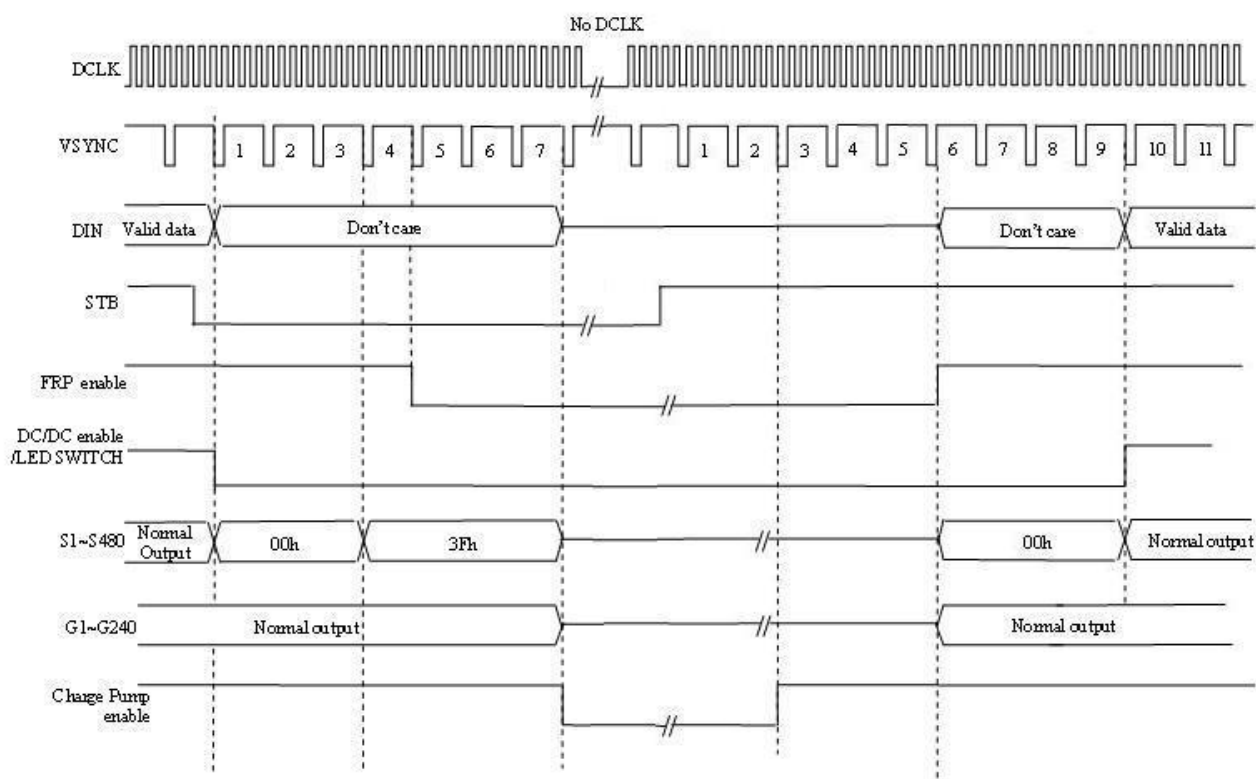 No DCLK
DCLK
VSYNC 1 2 3 4 5 6 7 1 2 3 4 5 6 7 8 9 10 11
DIN Valid data Don't care Don't care Valid data
STB
FRP enable
DC/DC enable
/LED SWITCH
S1~S480 Normal Output 00h 3Fh 00h Normal output
G1~G240 Normal output Normal output
Charge Pump
enable